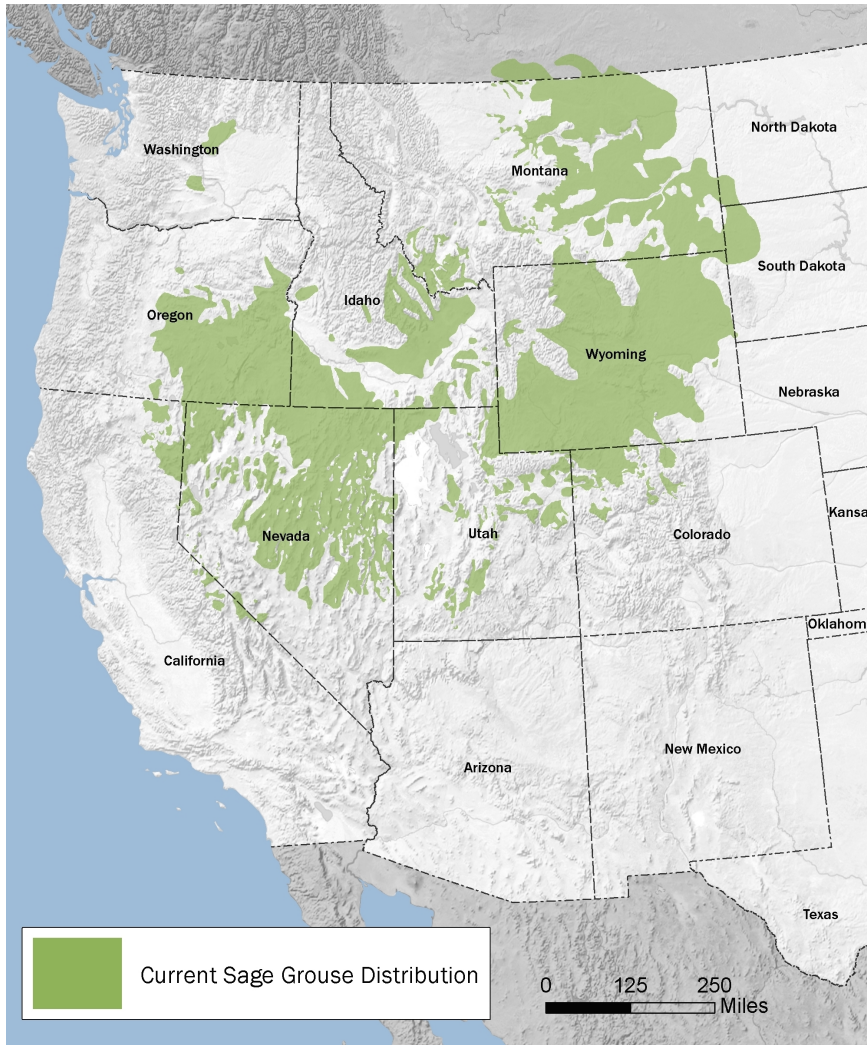 North Dakota
Washington
Montana
South Dakota
Idaho
Oregon
Wyoming
Nebraska
Kansa
Nevada
Utah
Colorado
Oklahom
California
New Mexico
Arizona
Texas
Current Sage Grouse Distribution
0 125 250
Miles